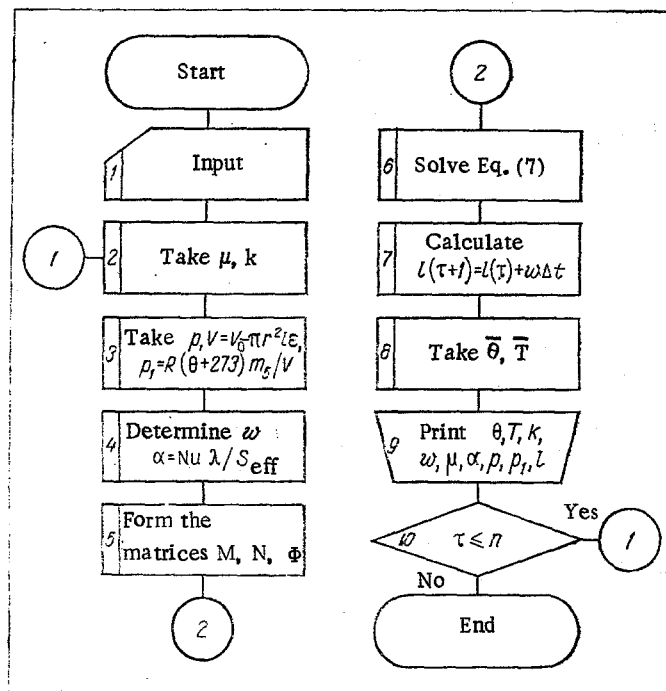 Start
1
Input
1
2
Take μ, k
3
Take p, V=V₀-πr²lε,
p₁=R(θ+273)m₅/V
4
Determine w
α=Nu λ/S_eff
5
Form the
matrices M, N, Φ
2
2
6
Solve Eq. (7)
7
Calculate
l(τ+1)=l(τ)+wΔt
8
Take θ̅, T̅
9
Print θ,T,k,
w,μ,α,p,p₁,l
10
τ≤n
Yes
1
No
End